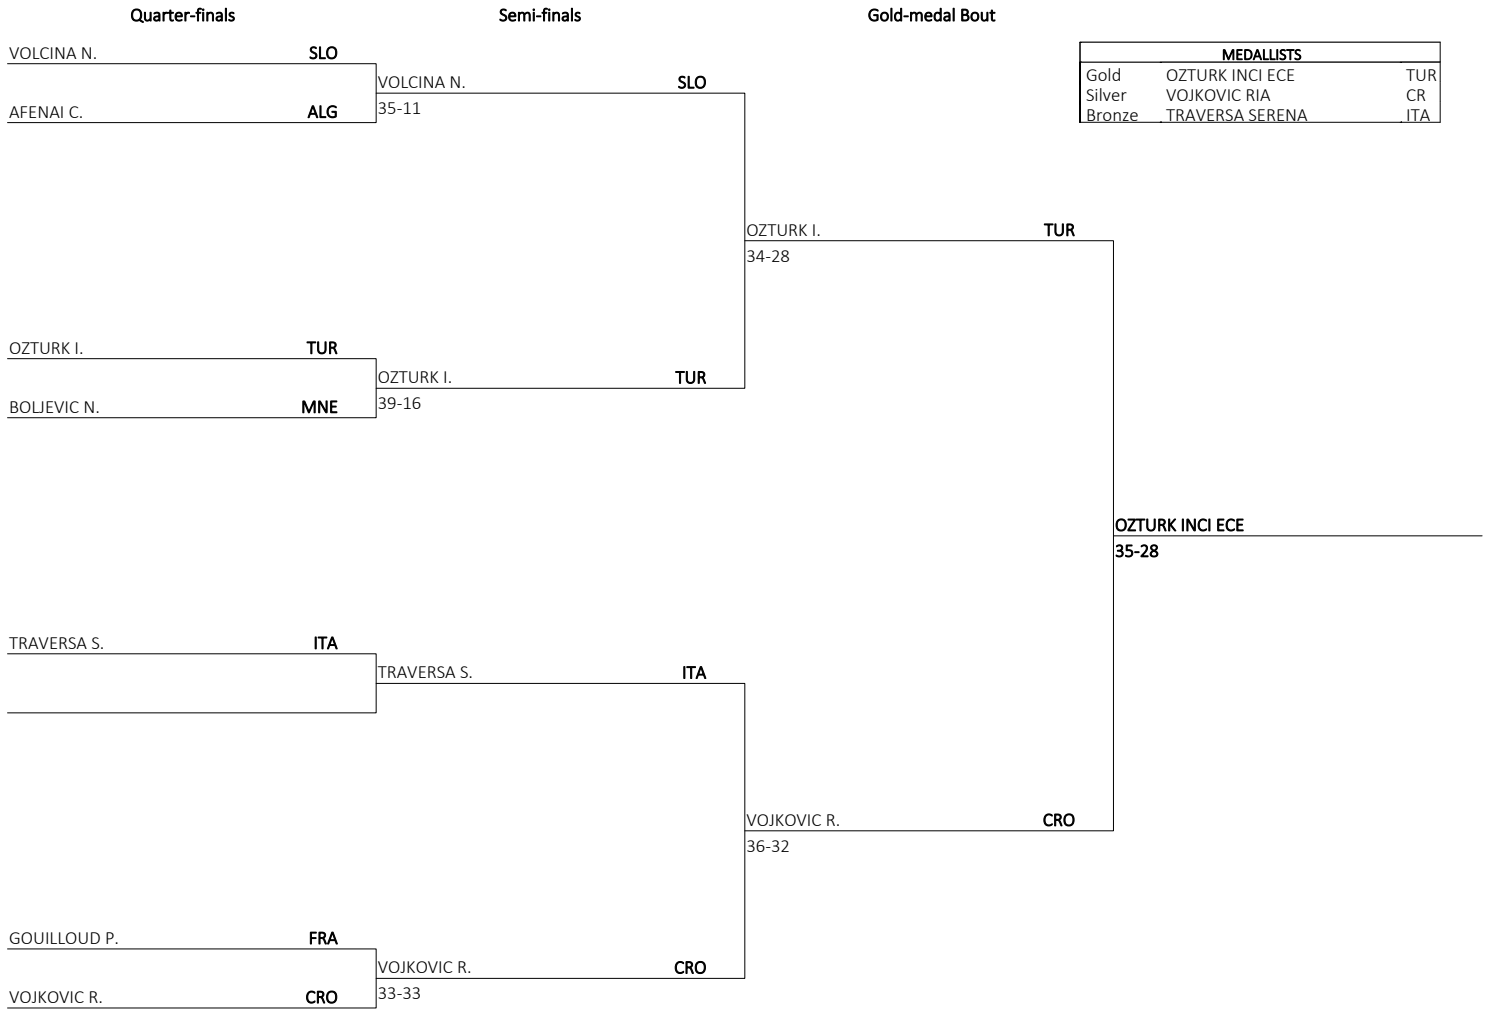 Quarter-finals Semi-finals Gold-medal Bout
MEDALLISTS
Gold OZTURK INCI ECE TUR
Silver VOJKOVIC RIA CR
Bronze TRAVERSA SERENA ITA
VOLCINA N. SLO
VOLCINA N. SLO
35-11
AFENAI C. ALG
OZTURK I. TUR
34-28
OZTURK I. TUR
OZTURK I. TUR
39-16
BOLJEVIC N. MNE
OZTURK INCI ECE
35-28
TRAVERSA S. ITA
TRAVERSA S. ITA
VOJKOVIC R. CRO
36-32
GOUILLOUD P. FRA
VOJKOVIC R. CRO
33-33
VOJKOVIC R. CRO